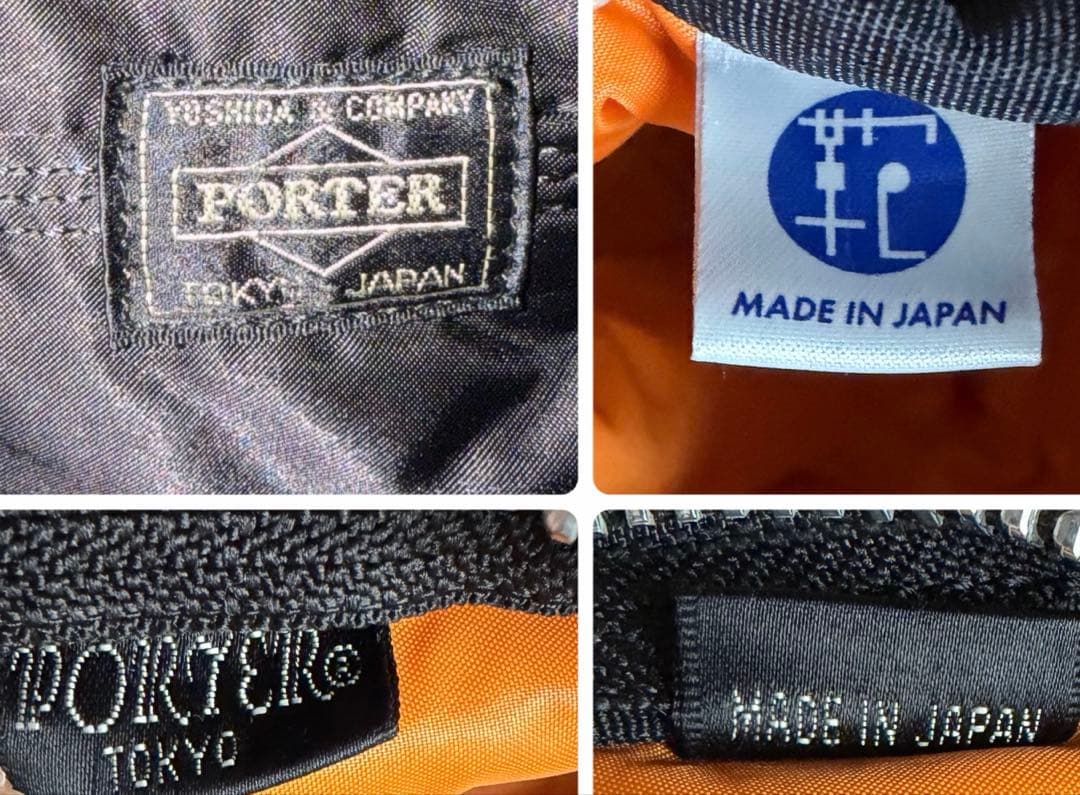 YOSHIDA & COMPANY
PORTER
TOKYO JAPAN
MADE IN JAPAN
PORTER®
TOKYO
MADE IN JAPAN